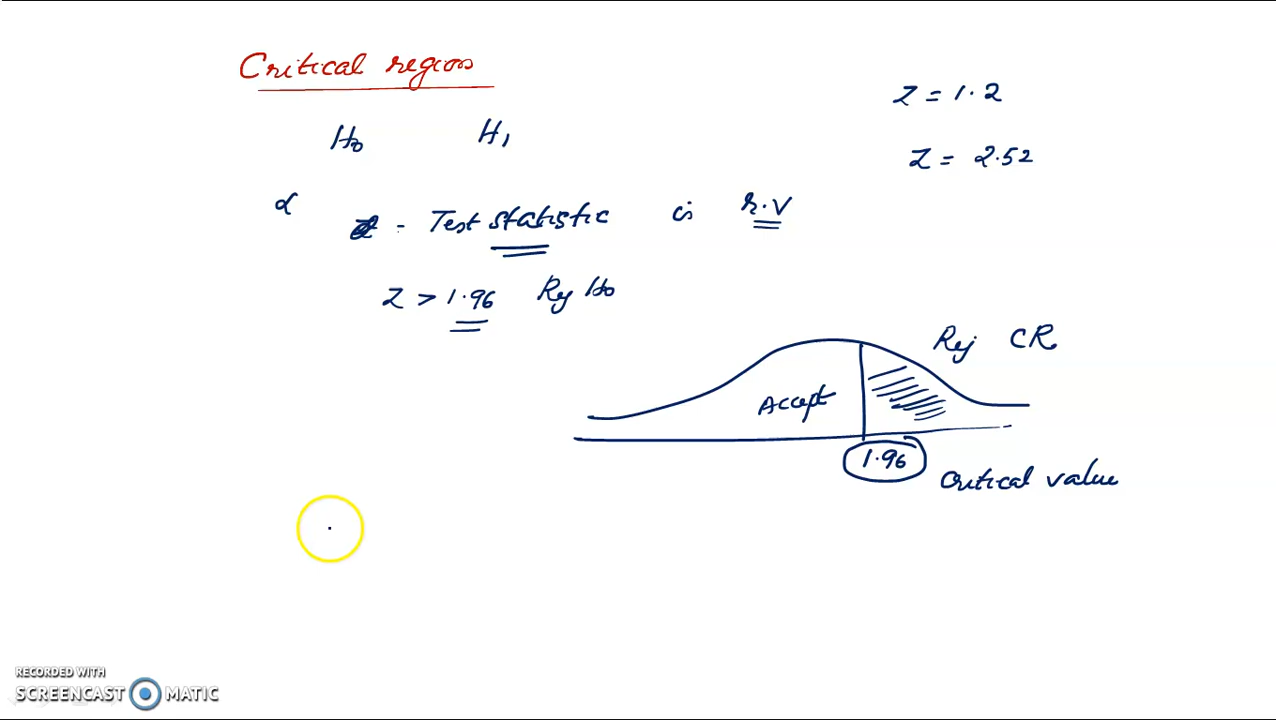 Critical region
Z = 1.2
H0 H1
Z = 2.52
α - Test statistic is r.v
Z > 1.96 Rej H0
Rej CR
Accept
1.96
Critical value
RECORDED WITH
SCREENCAST MATIC